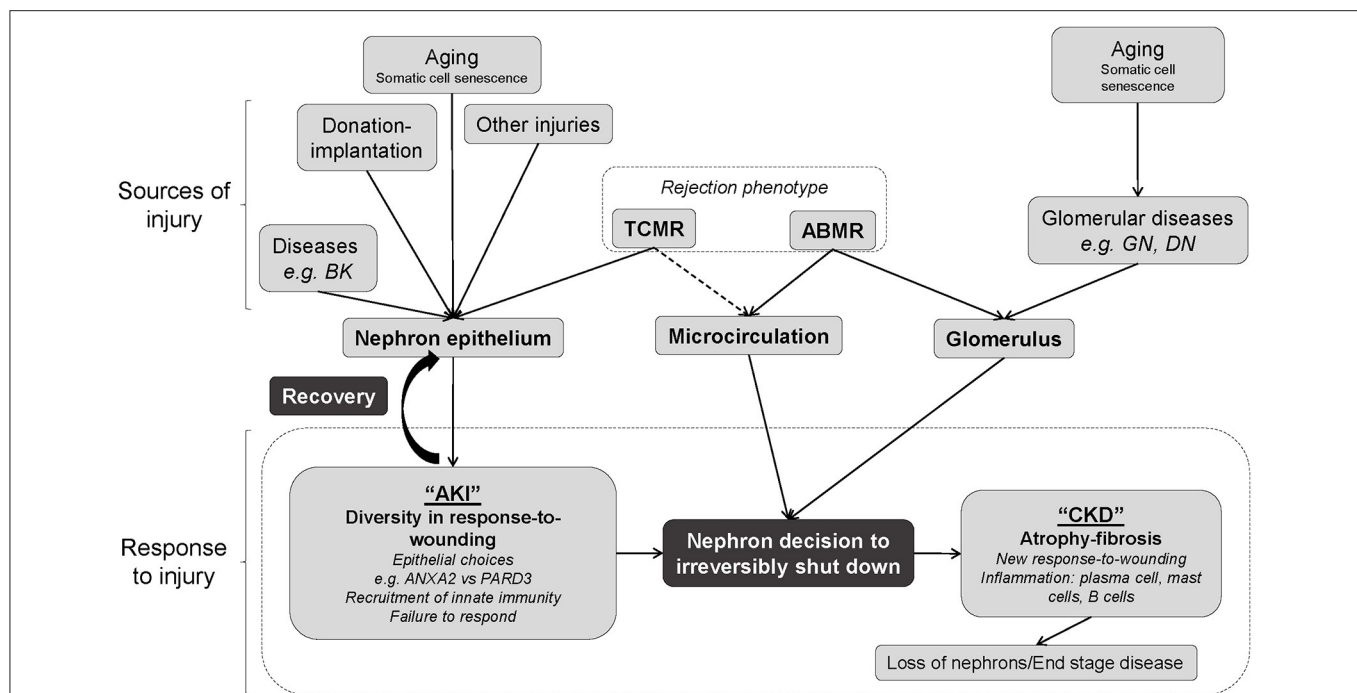 Aging
Somatic cell senescence
Aging
Somatic cell
senescence
Donation-
implantation
Other injuries
Sources of
injury
Rejection phenotype
TCMR
ABMR
Glomerular diseases
e.g. GN, DN
Diseases
e.g. BK
Nephron epithelium
Microcirculation
Glomerulus
Recovery
Response
to injury
“AKI”
Diversity in response-to-
wounding
Epithelial choices
e.g. ANXA2 vs PARD3
Recruitment of innate immunity
Failure to respond
Nephron decision to
irreversibly shut down
“CKD”
Atrophy-fibrosis
New response-to-wounding
Inflammation: plasma cell, mast
cells, B cells
Loss of nephrons/End stage disease